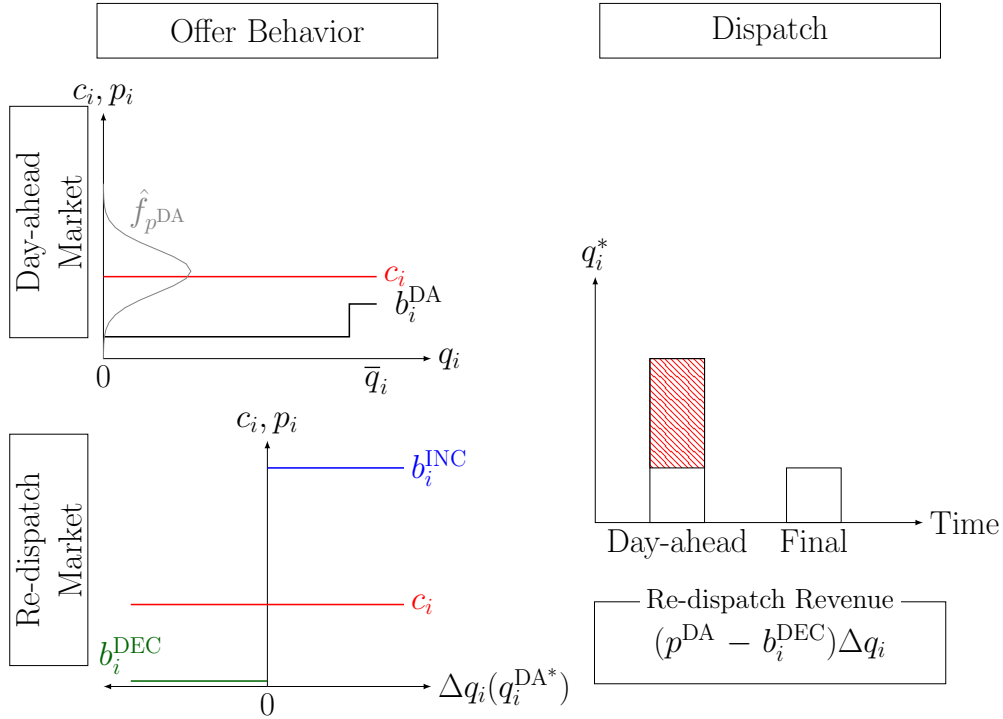 Offer Behavior
Dispatch
Day-ahead
Market
c_i, p_i
\hat{f}_{p^{DA}}
c_i
b_i^{DA}
q_i
0
\overline{q}_i
q_i^*
Time
Day-ahead
Final
Re-dispatch
Market
c_i, p_i
b_i^{INC}
c_i
b_i^{DEC}
Δq_i(q_i^{DA*})
0
Re-dispatch Revenue
(p^{DA} − b_i^{DEC})Δq_i